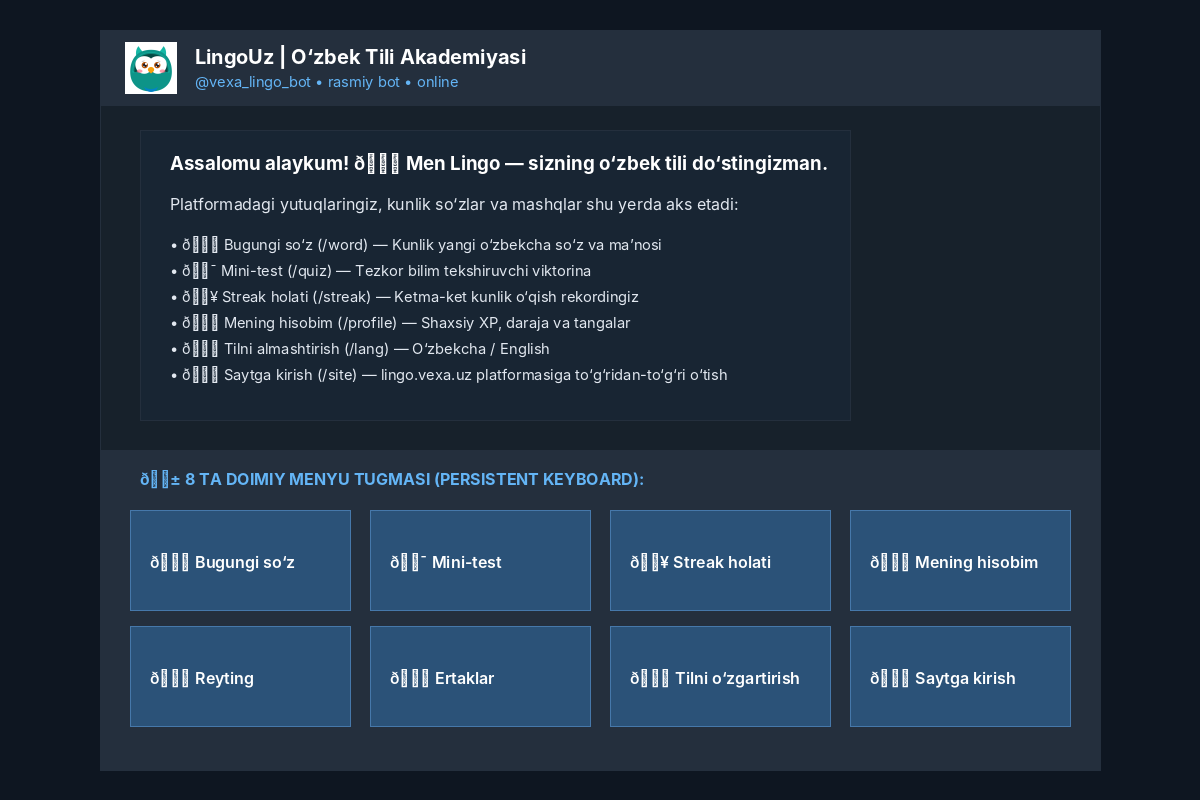 LingoUz | Oʻzbek Tili Akademiyasi
@vexa_lingo_bot • rasmiy bot • online
Assalomu alaykum! ð Men Lingo — sizning oʻzbek tili doʻstingizman.
Platformadagi yutuqlaringiz, kunlik soʻzlar va mashqlar shu yerda aks etadi:
• ð Bugungi soʻz (/word) — Kunlik yangi oʻzbekcha soʻz va maʼnosi
• ð¯ Mini-test (/quiz) — Tezkor bilim tekshiruvchi viktorina
• ð¥ Streak holati (/streak) — Ketma-ket kunlik oʻqish rekordingiz
• ð Mening hisobim (/profile) — Shaxsiy XP, daraja va tangalar
• ð Tilni almashtirish (/lang) — Oʻzbekcha / English
• ð Saytga kirish (/site) — lingo.vexa.uz platformasiga toʻgʻridan-toʻgʻri oʻtish
ð± 8 TA DOIMIY MENYU TUGMASI (PERSISTENT KEYBOARD):
ð Bugungi soʻz
ð¯ Mini-test
ð¥ Streak holati
ð Mening hisobim
ð Reyting
ð Ertaklar
ð Tilni oʻzgartirish
ð Saytga kirish